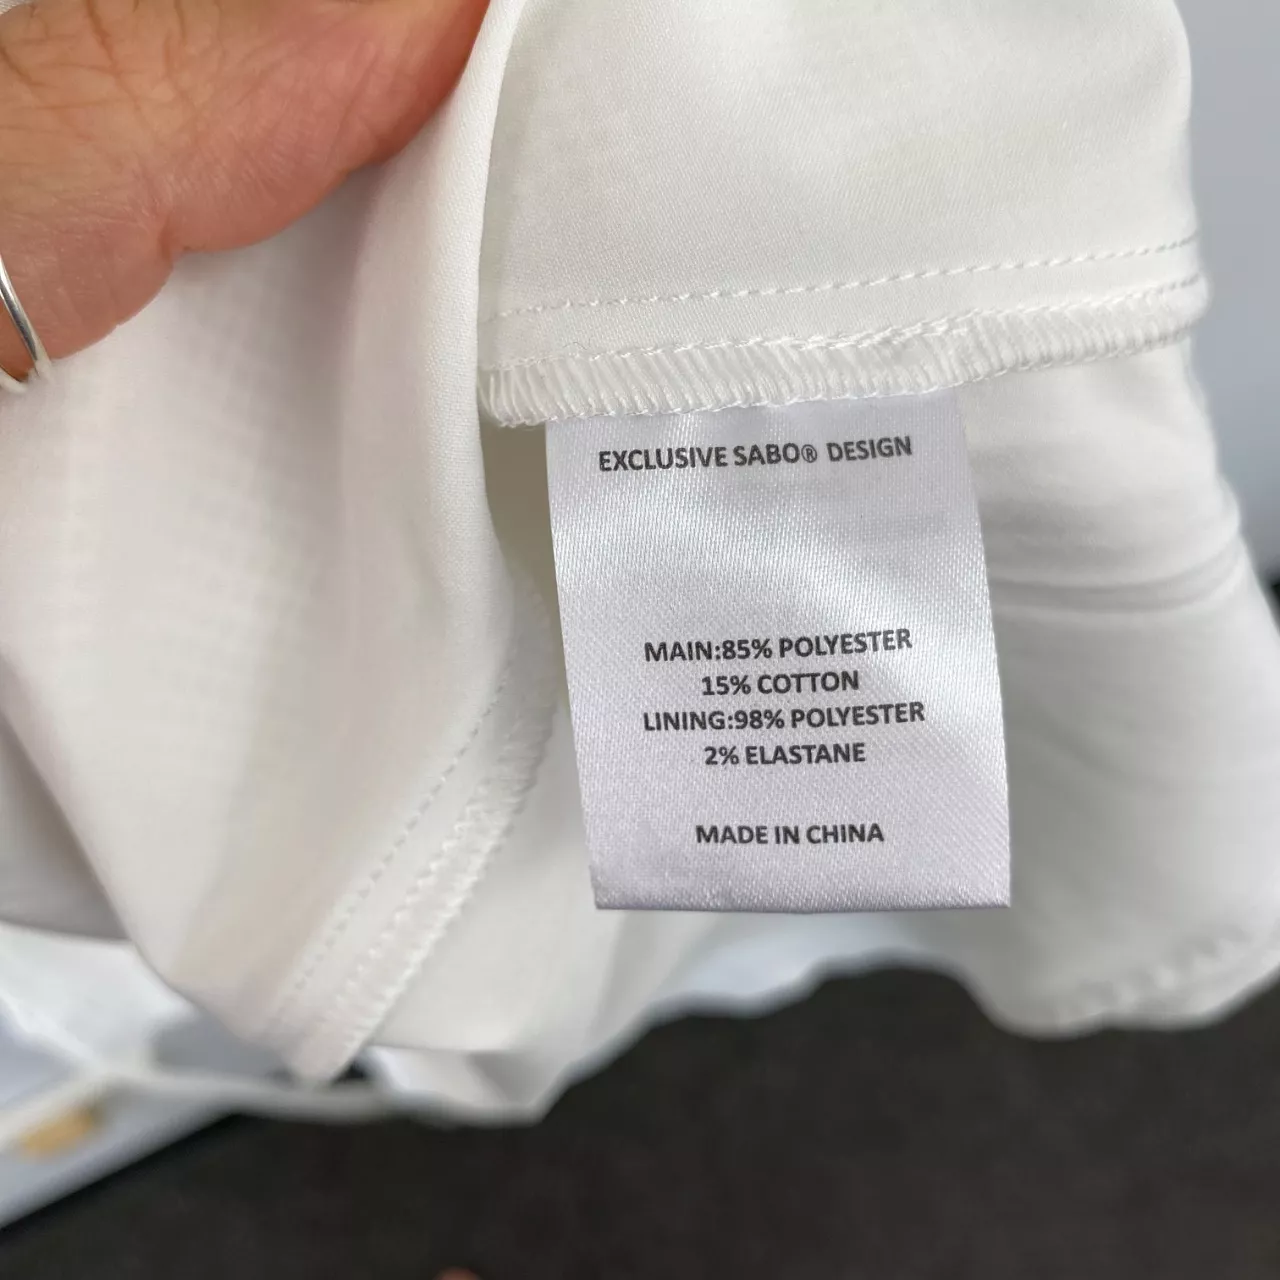 EXCLUSIVE SABO® DESIGN
MAIN:85% POLYESTER
15% COTTON
LINING:98% POLYESTER
2% ELASTANE
MADE IN CHINA